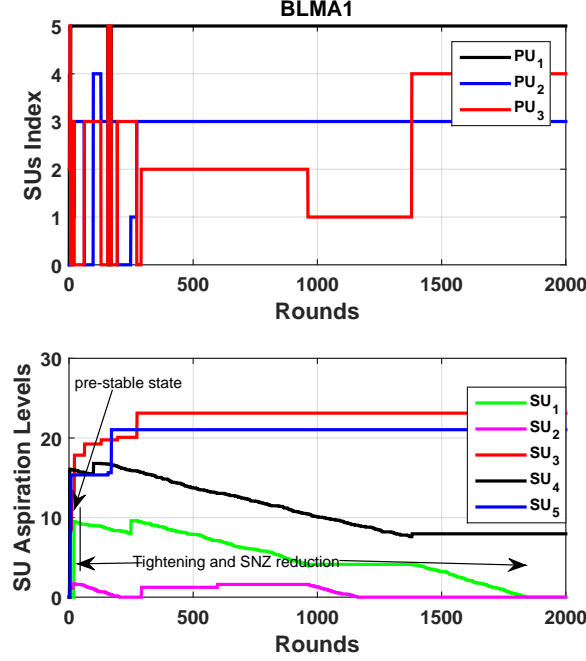 BLMA1
5
4
3
2
1
0
SUs Index
PU1
PU2
PU3
0 500 1000 1500 2000
Rounds
30
20
10
0
SU Aspiration Levels
pre-stable state
Tightening and SNZ reduction
SU1
SU2
SU3
SU4
SU5
0 500 1000 1500 2000
Rounds